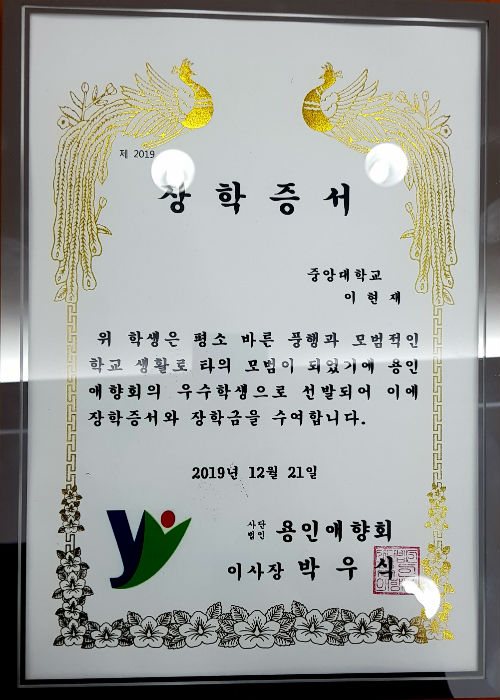 제 2019
장 학 증 서
중앙대학교
이 현 재
위 학생은 평소 바른 품행과 모범적인
학교 생활로 타의 모범이 되었기에 용인
애향회의 우수학생으로 선발되어 이에
장학증서와 장학금을 수여합니다.
2019년 12월 21일
사단법인 용인애향회
이사장 박 우 식